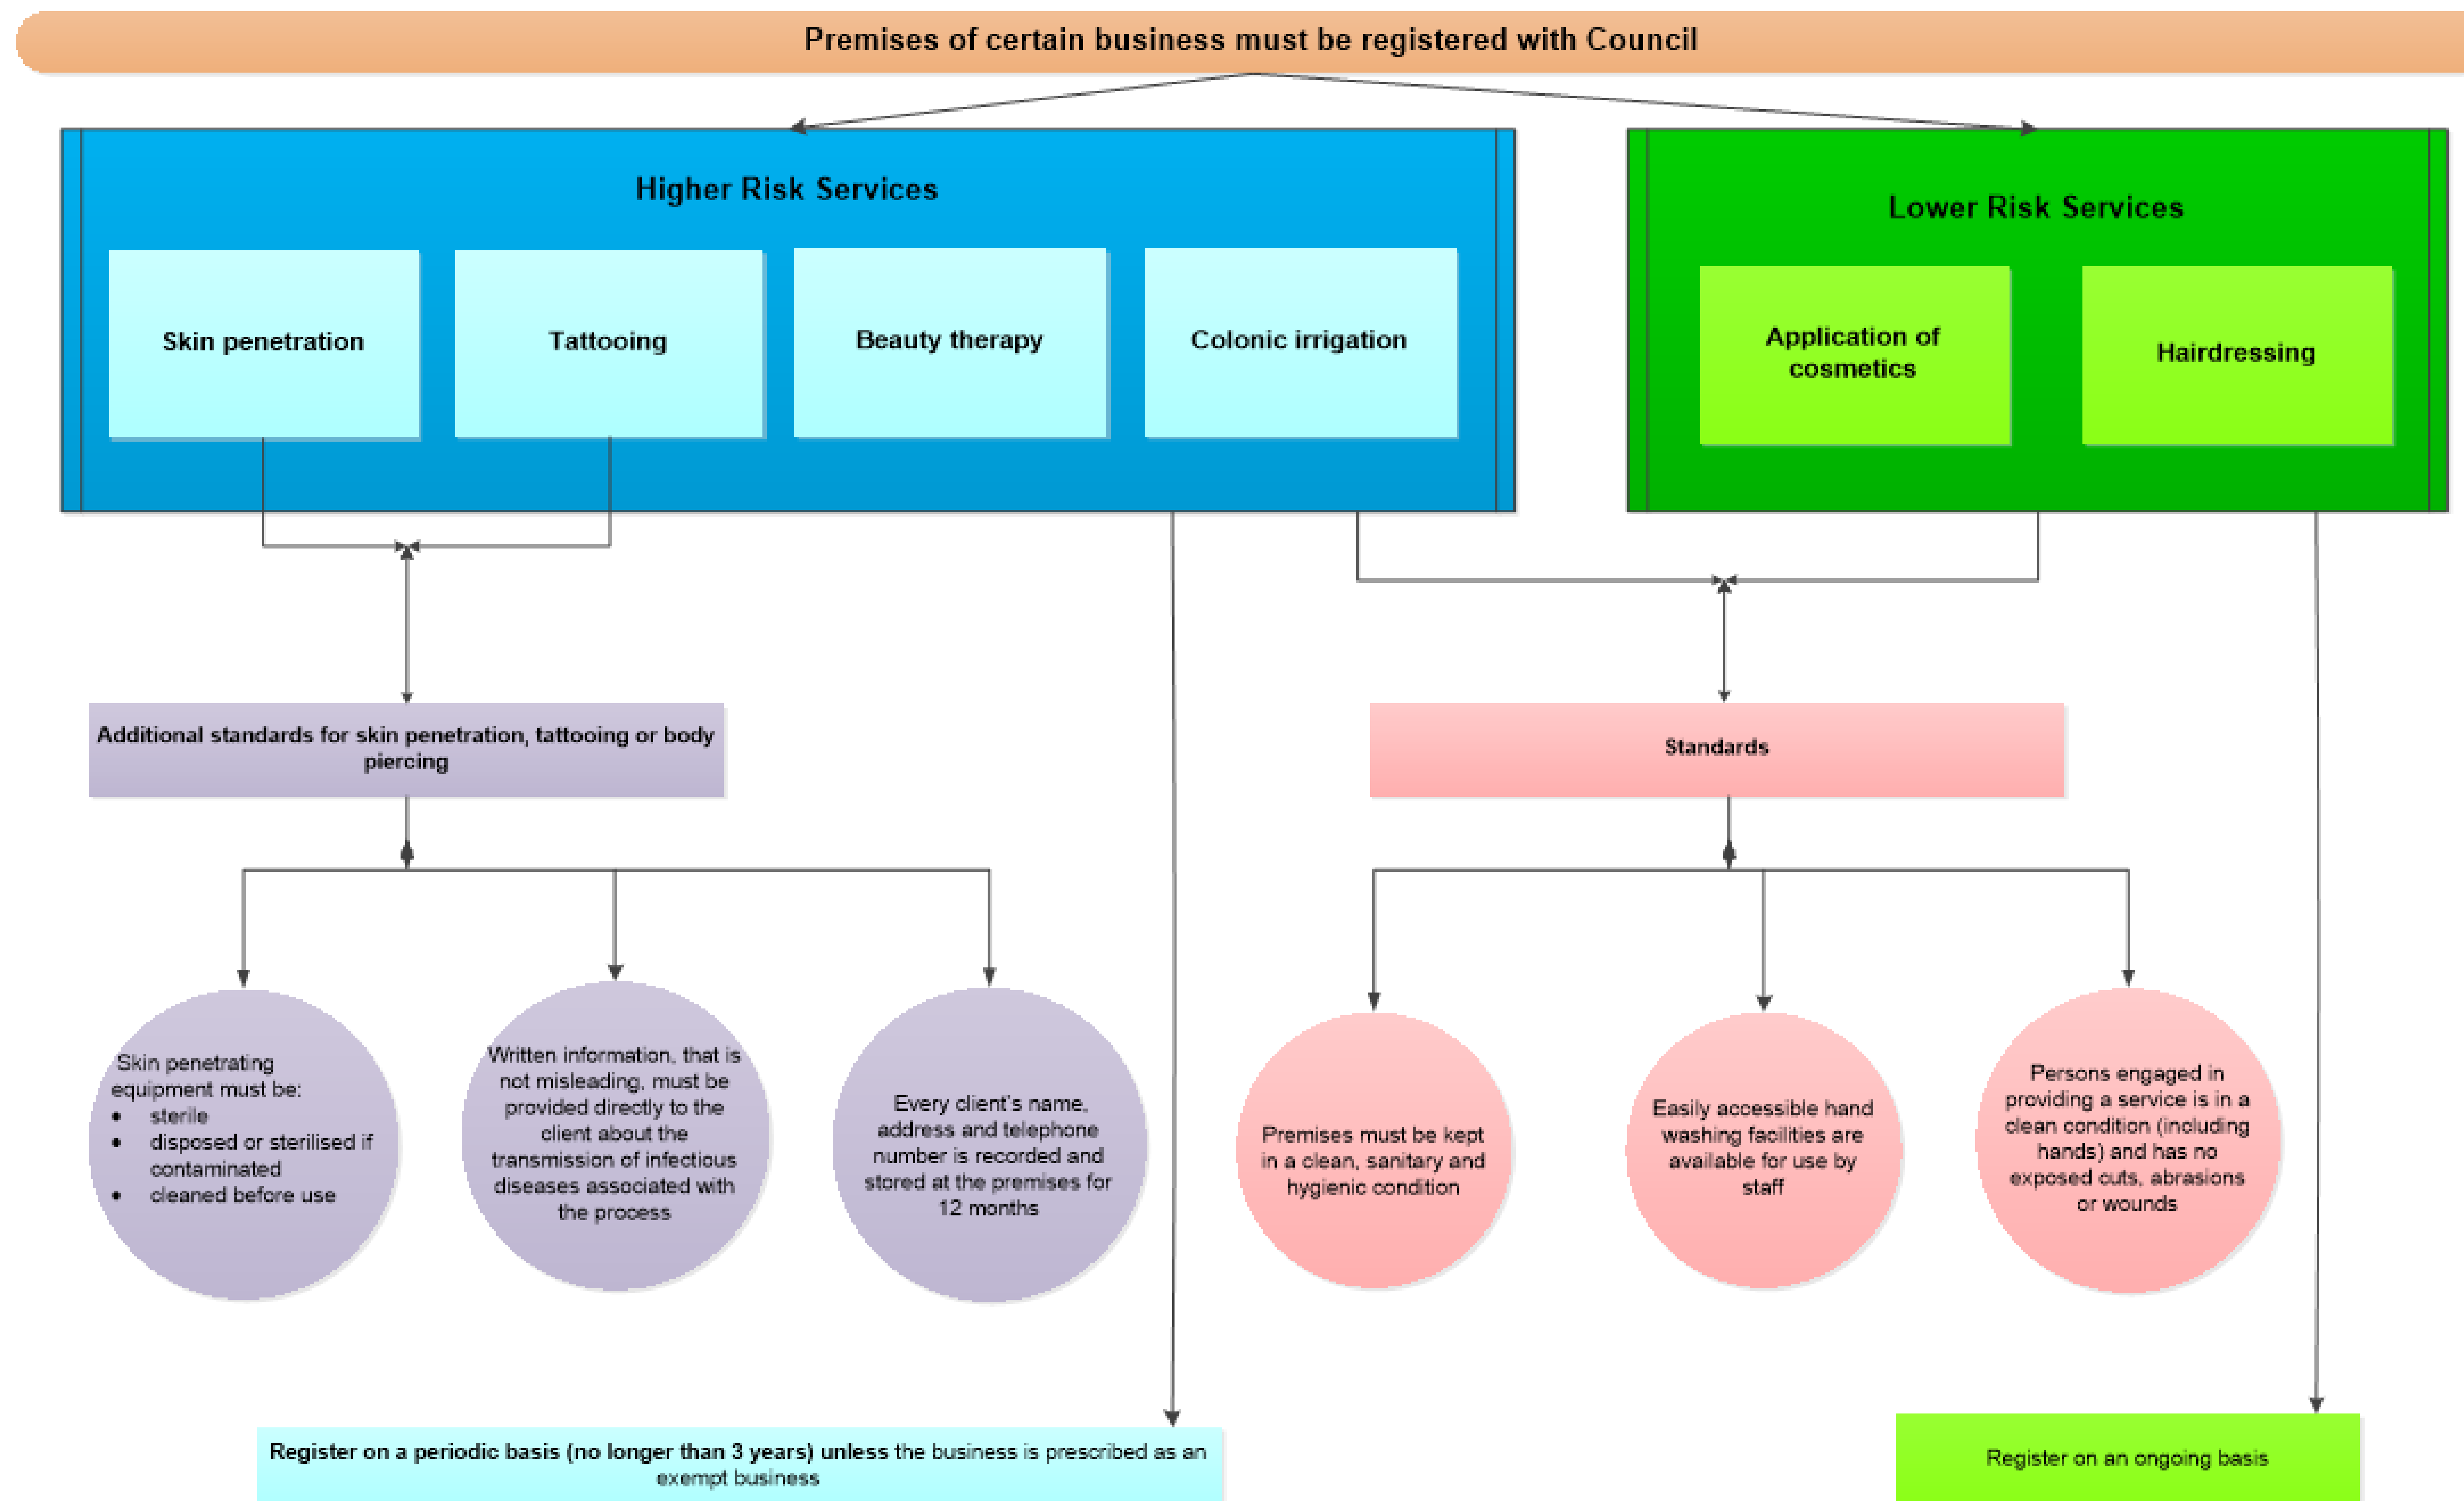 Premises of certain business must be registered with Council
Higher Risk Services
Skin penetration
Tattooing
Beauty therapy
Colonic irrigation
Lower Risk Services
Application of
cosmetics
Hairdressing
Additional standards for skin penetration, tattooing or body
piercing
Standards
Skin penetrating
equipment must be:
• sterile
• disposed or sterilised if
contaminated
• cleaned before use
Written information, that is
not misleading, must be
provided directly to the
client about the
transmission of infectious
diseases associated with
the process
Every client's name,
address and telephone
number is recorded and
stored at the premises for
12 months
Premises must be kept
in a clean, sanitary and
hygienic condition
Easily accessible hand
washing facilities are
available for use by
staff
Persons engaged in
providing a service is in a
clean condition (including
hands) and has no
exposed cuts, abrasions
or wounds
Register on a periodic basis (no longer than 3 years) unless the business is prescribed as an
exempt business
Register on an ongoing basis